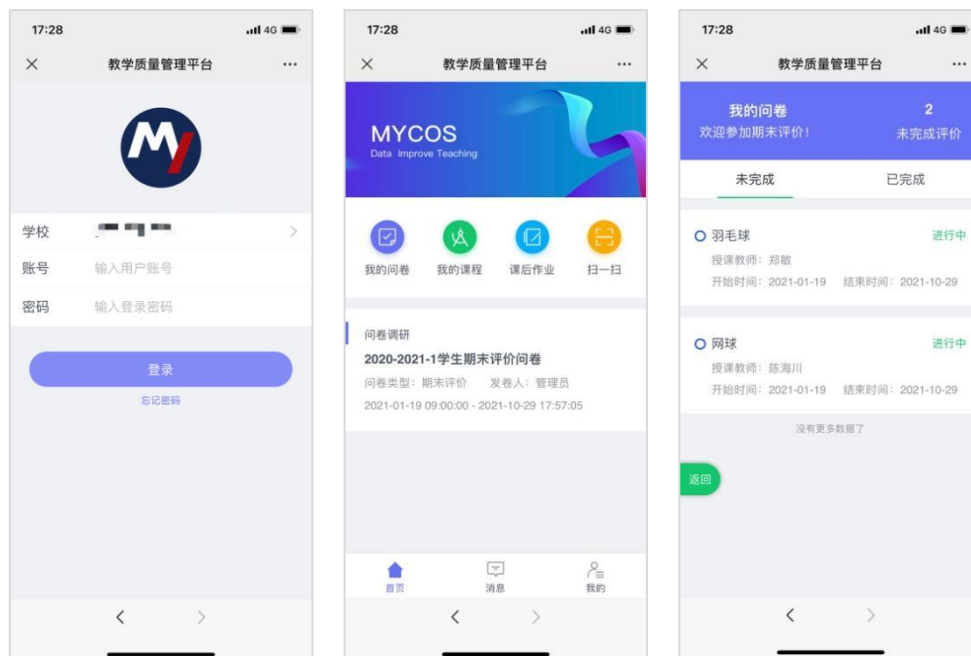 17:28
4G
教学质量管理平台
学校
账号 输入用户账号
密码 输入登录密码
登录
忘记密码
17:28
4G
教学质量管理平台
MYCOS
Data Improve Teaching
我的问卷 我的课程 课后作业 扫一扫
问卷调研
2020-2021-1学生期末评价问卷
问卷类型：期末评价 发卷人：管理员
2021-01-19 09:00:00 - 2021-10-29 17:57:05
首页 消息 我的
17:28
4G
教学质量管理平台
我的问卷 2
欢迎参加期末评价！ 未完成评价
未完成 已完成
羽毛球 进行中
授课教师：郑敏
开始时间：2021-01-19 结束时间：2021-10-29
网球 进行中
授课教师：陈海川
开始时间：2021-01-19 结束时间：2021-10-29
没有更多数据了
返回